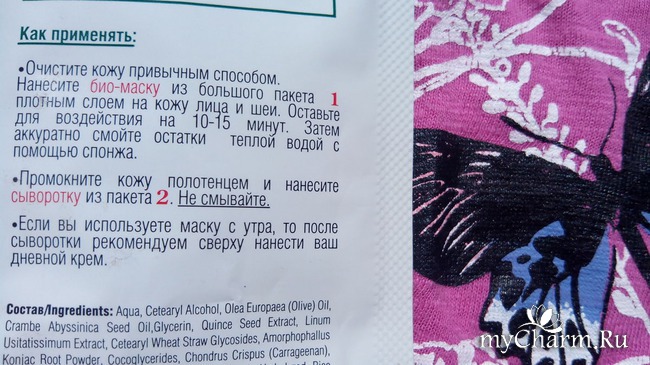 Как применять:
•Очистите кожу привычным способом.
Нанесите био-маску из большого пакета 1
плотным слоем на кожу лица и шеи. Оставьте
для воздействия на 10-15 минут. Затем
аккуратно смойте остатки теплой водой с
помощью спонжа.
•Промокните кожу полотенцем и нанесите
сыворотку из пакета 2. Не смывайте.
•Если вы используете маску с утра, то после
сыворотки рекомендуем сверху нанести ваш
дневной крем.
Состав/Ingredients: Aqua, Cetearyl Alcohol, Olea Europaea (Olive) Oil,
Crambe Abyssinica Seed Oil,Glycerin, Quince Seed Extract, Linum
Usitatissimum Extract, Cetearyl Wheat Straw Glycosides, Amorphophallus
Konjac Root Powder, Cocoglycerides, Chondrus Crispus (Carrageenan),
myCharm.Ru